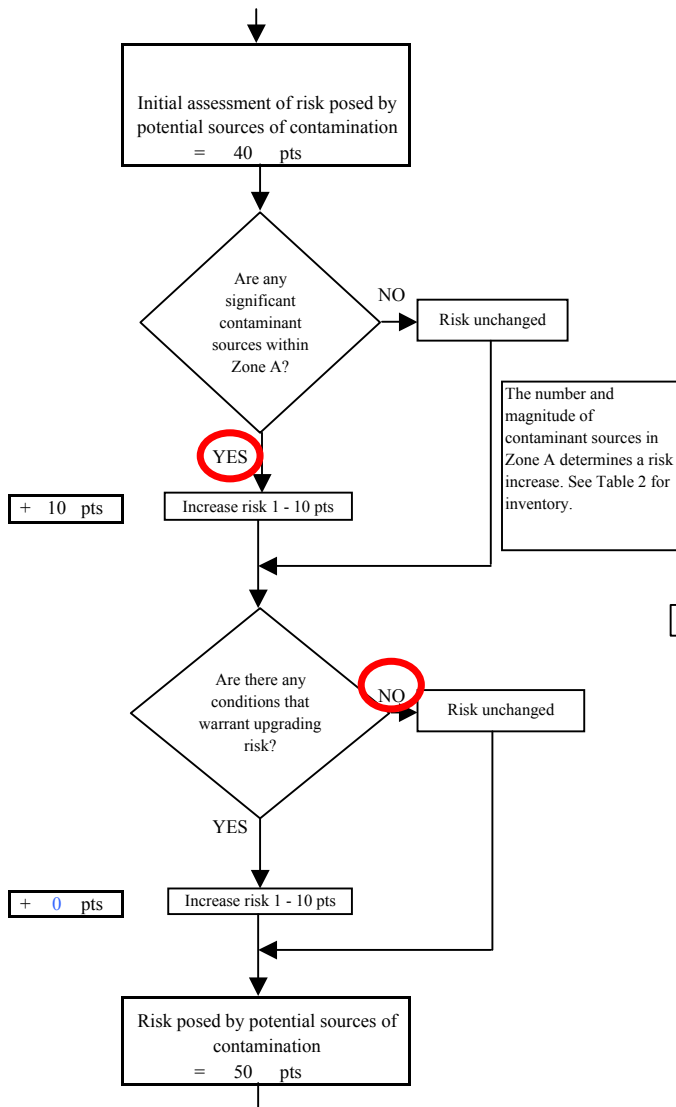 Initial assessment of risk posed by
potential sources of contamination
= 40 pts
Are any
significant
contaminant
sources within
Zone A?
NO
Risk unchanged
The number and
magnitude of
contaminant sources in
Zone A determines a risk
increase. See Table 2 for
inventory.
YES
+ 10 pts
Increase risk 1 - 10 pts
Are there any
conditions that
warrant upgrading
risk?
NO
Risk unchanged
YES
+ 0 pts
Increase risk 1 - 10 pts
Risk posed by potential sources of
contamination
= 50 pts